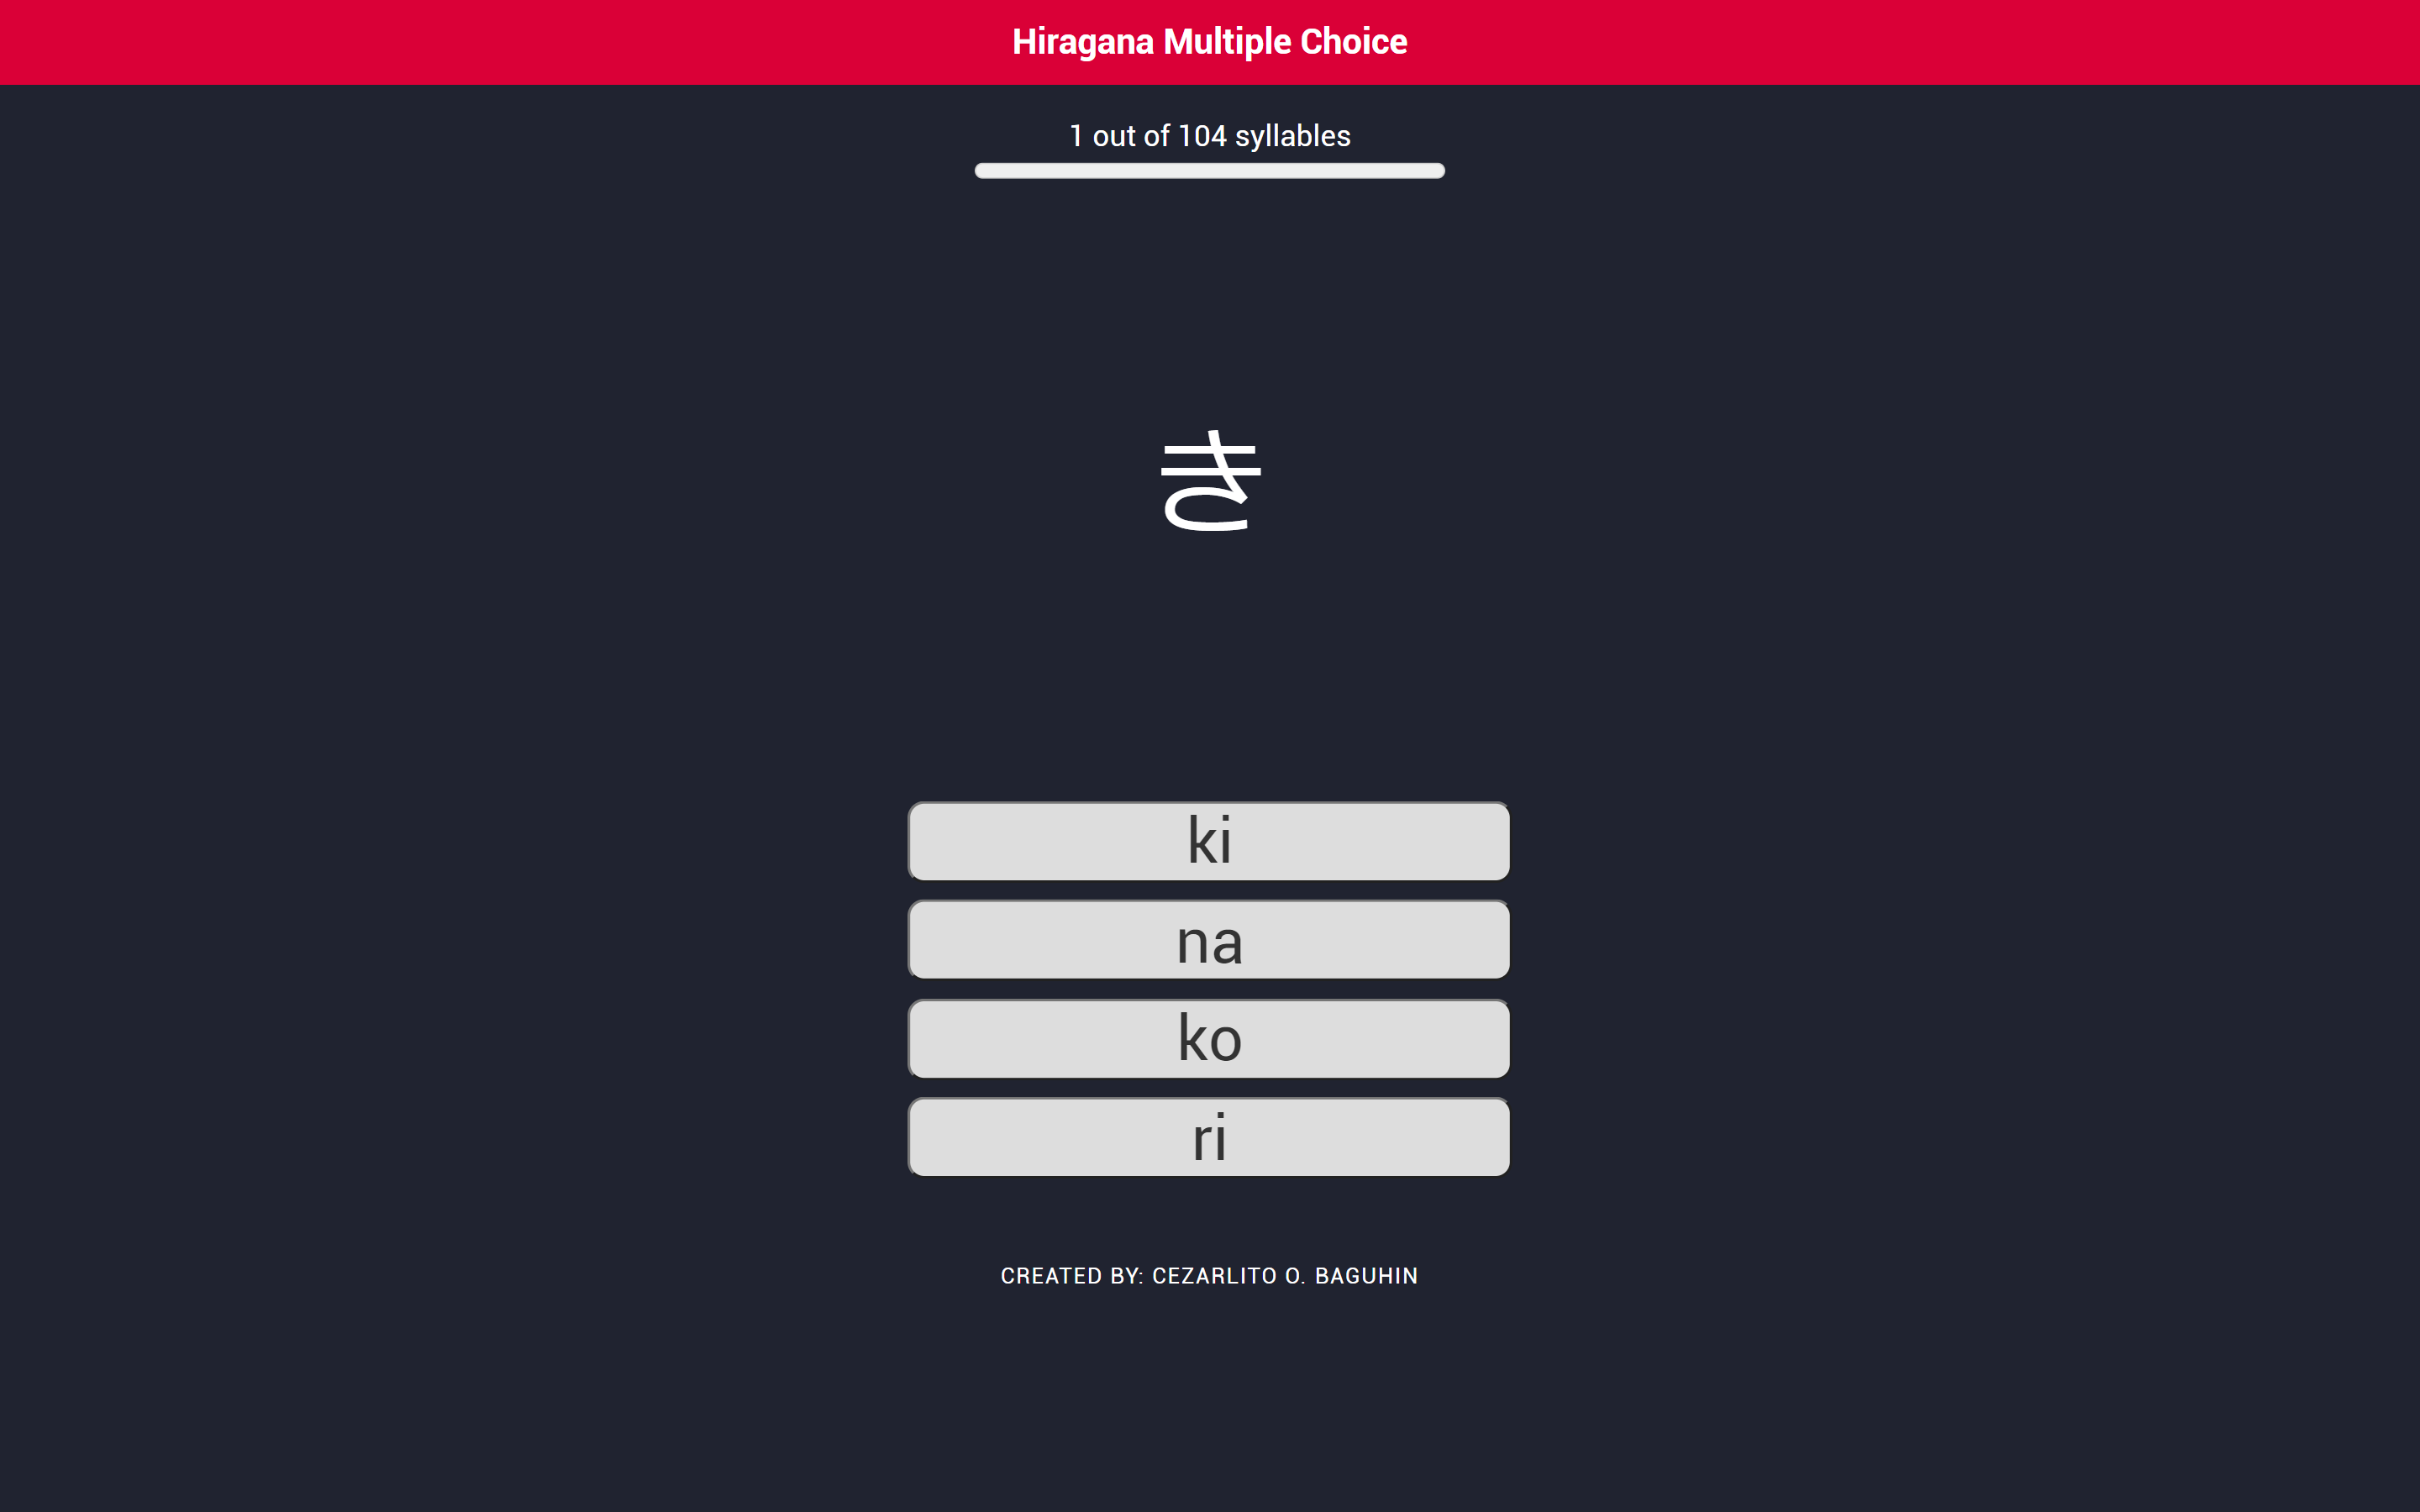 Hiragana Multiple Choice
1 out of 104 syllables
き
ki
na
ko
ri
CREATED BY: CEZARLITO O. BAGUHIN